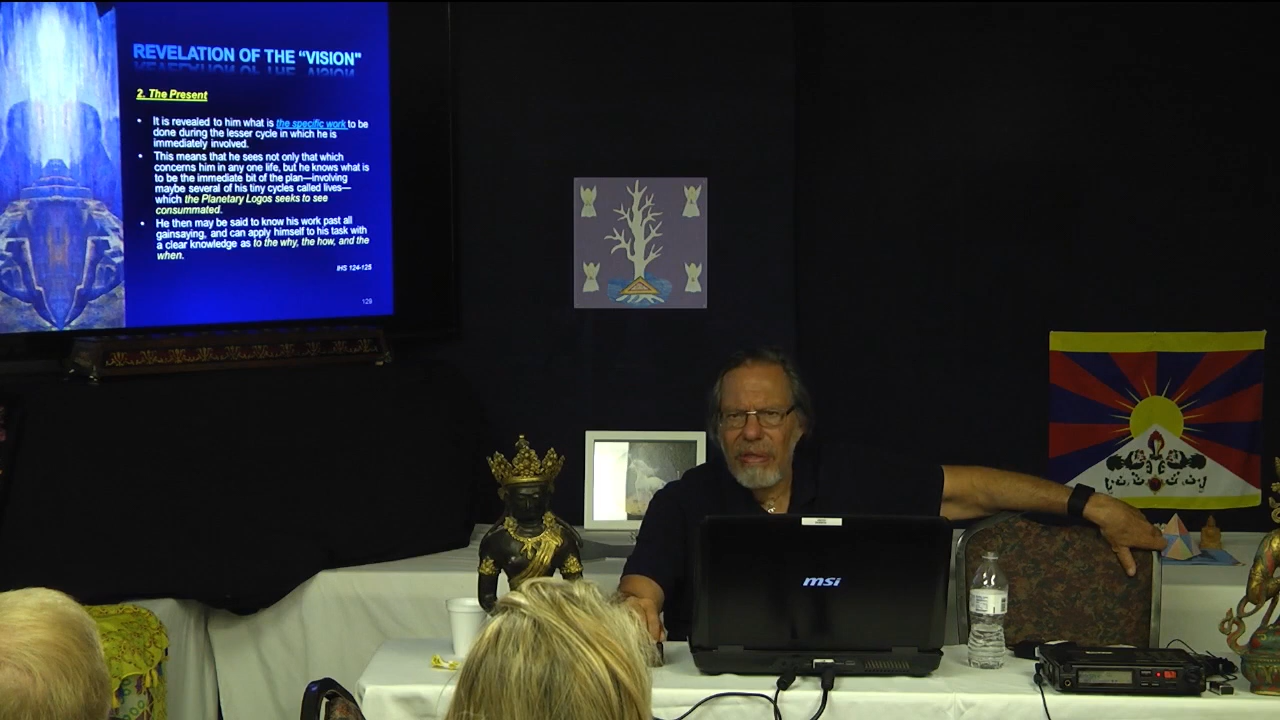 REVELATION OF THE “VISION"
2. The Present
• It is revealed to him what is the specific work to be
done during the lesser cycle in which he is
immediately involved.
• This means that he sees not only that which
concerns him in any one life, but he knows what is
to be the immediate bit of the plan—involving
maybe several of his tiny cycles called lives—
which the Planetary Logos seeks to see
consummated.
• He then may be said to know his work past all
gainsaying, and can apply himself to his task with
a clear knowledge as to the why, the how, and the
when.
IHS 124-125
129
msi